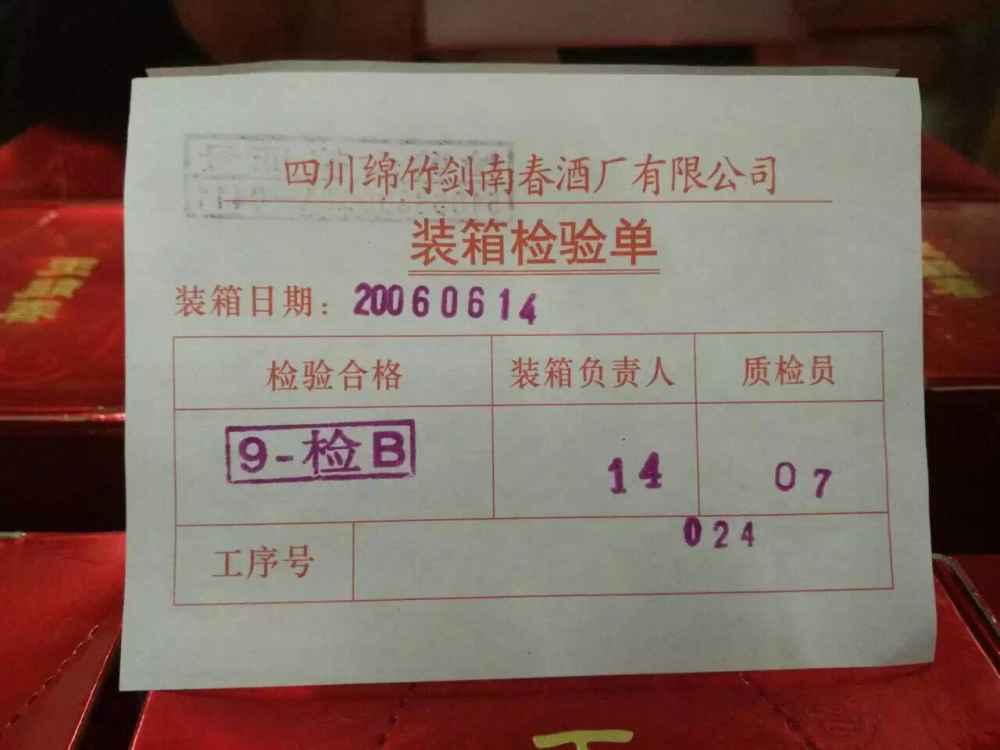 四川绵竹剑南春酒厂有限公司
装箱检验单
装箱日期：20060614
检验合格 装箱负责人 质检员
9-检B 14 07
工序号 024